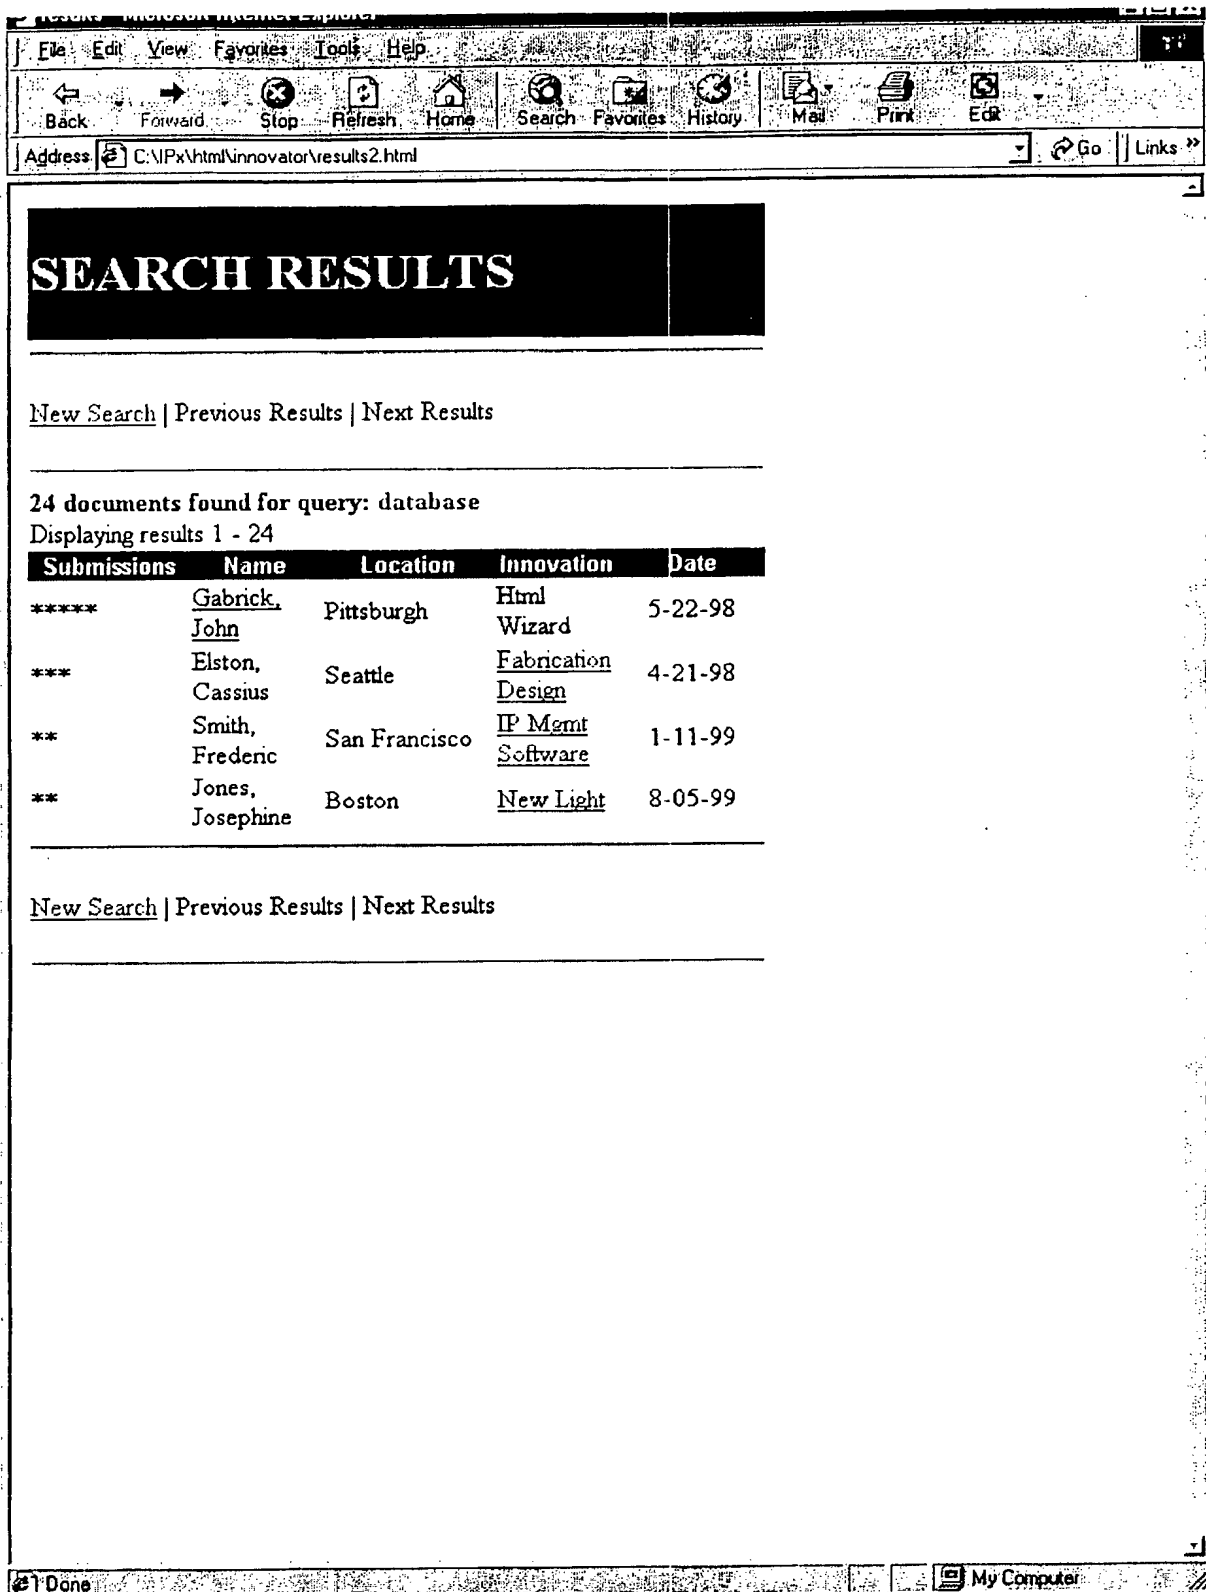 results - Microsoft Internet Explorer
File Edit View Favorites Tools Help
Back Forward Stop Refresh Home Search Favorites History Mail Print Edit
Address C:\IPx\html\innovator\results2.html Go Links »
SEARCH RESULTS
New Search | Previous Results | Next Results
24 documents found for query: database
Displaying results 1 - 24
Submissions Name Location Innovation Date
***** Gabrick, John Pittsburgh Html Wizard 5-22-98
*** Elston, Cassius Seattle Fabrication Design 4-21-98
** Smith, Frederic San Francisco IP Mgmt Software 1-11-99
** Jones, Josephine Boston New Light 8-05-99
New Search | Previous Results | Next Results
Done My Computer